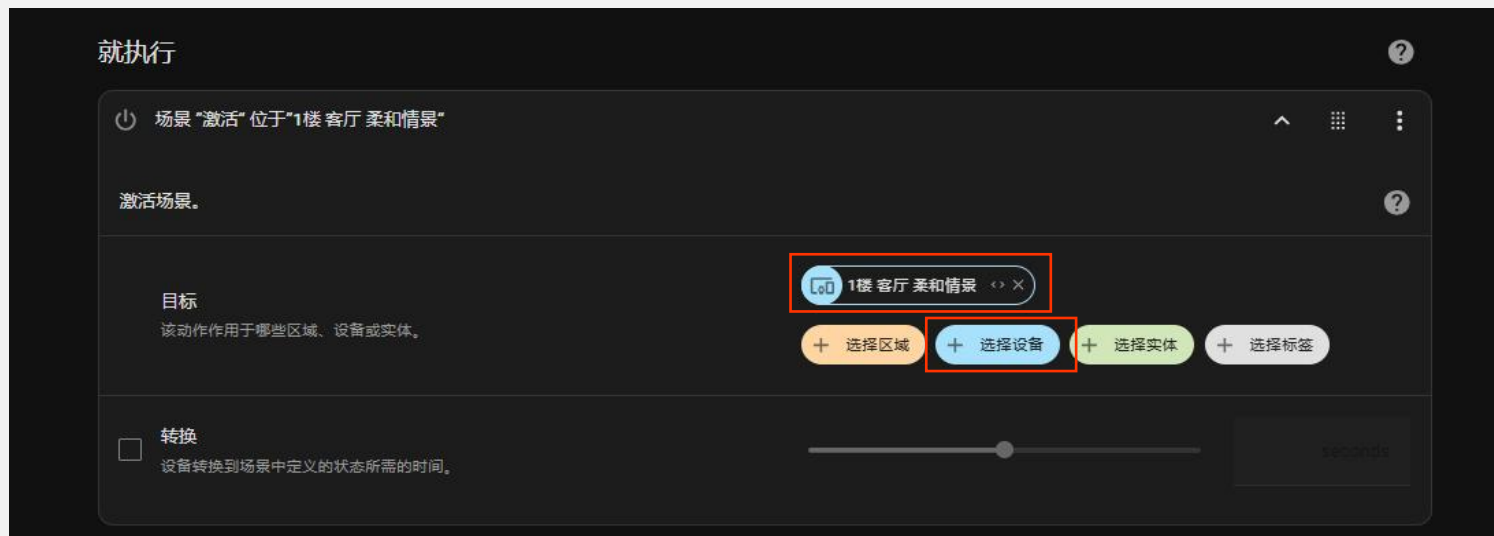 就执行
场景 "激活" 位于"1楼 客厅 柔和情景"
激活场景。
1楼 客厅 柔和情景
目标
该动作作用于哪些区域、设备或实体。
选择区域
选择设备
选择实体
选择标签
转换
设备转换到场景中定义的状态所需的时间。
seconds